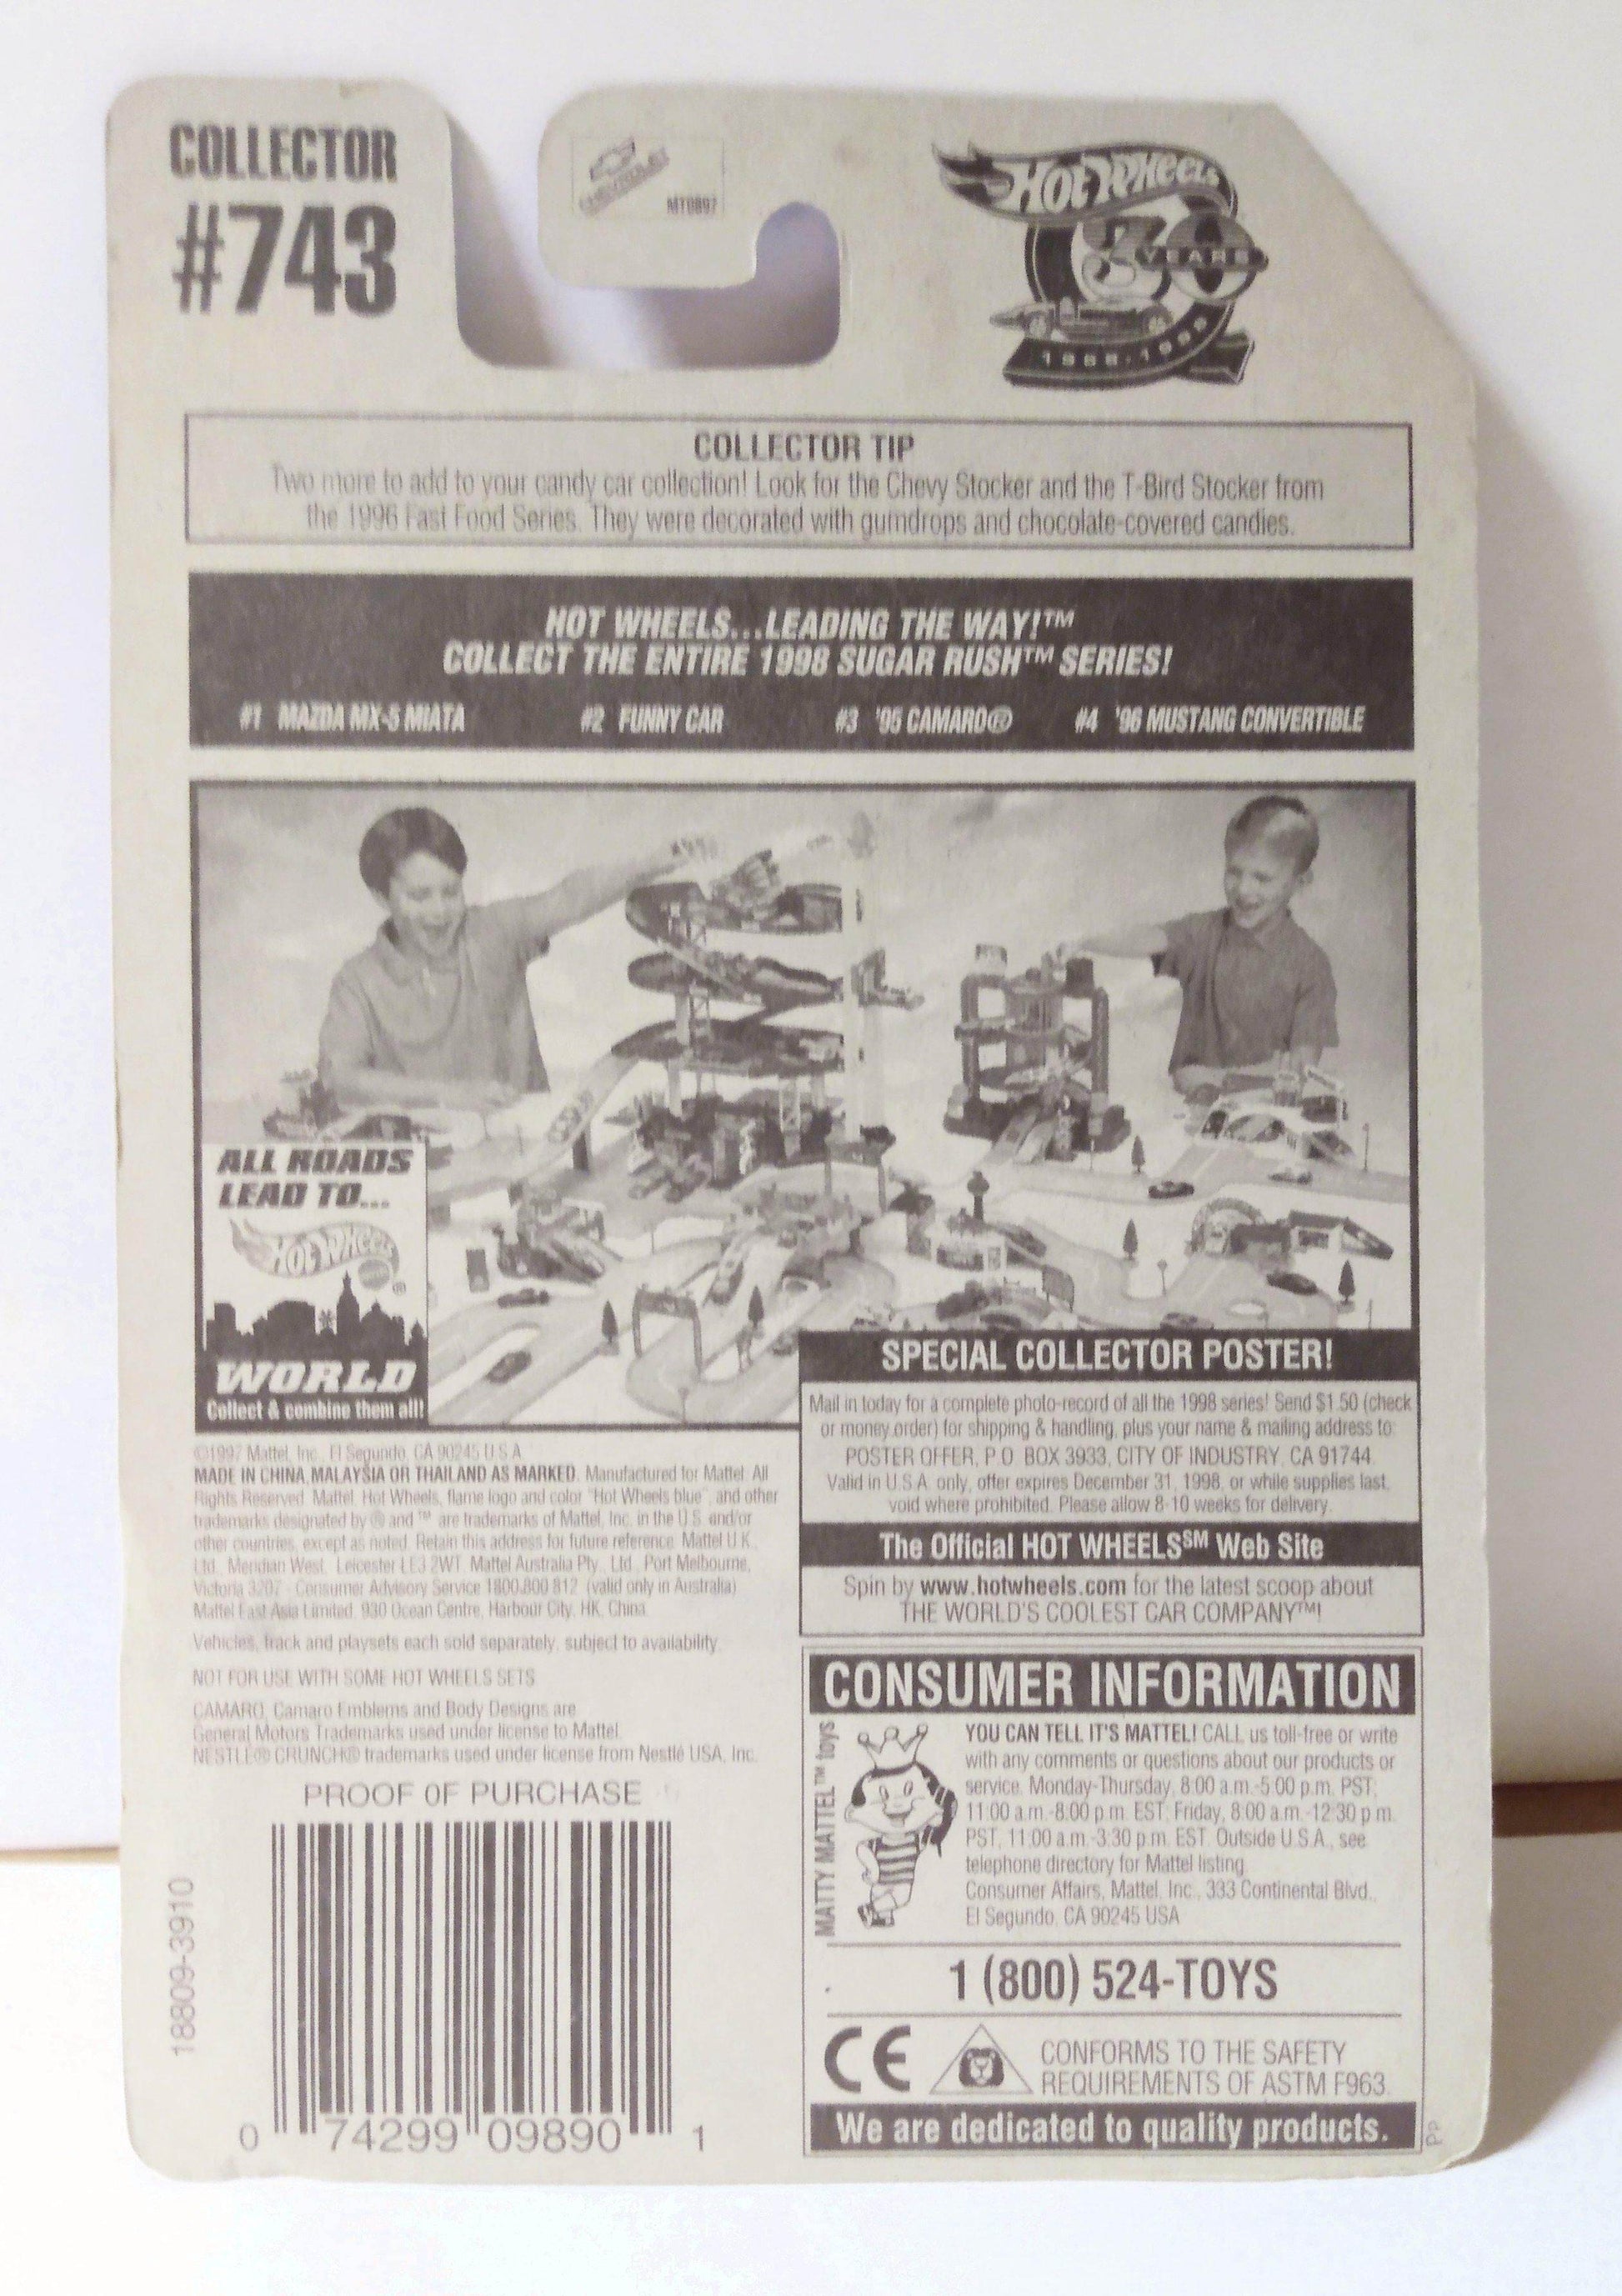 COLLECTOR
#743
CHEVROLET
MT0897
HOT WHEELS
30
YEARS
1968-1998
COLLECTOR TIP
Two more to add to your candy car collection! Look for the Chevy Stocker and the T-Bird Stocker from
the 1996 Fast Food Series. They were decorated with gumdrops and chocolate-covered candies.
HOT WHEELS...LEADING THE WAY!™
COLLECT THE ENTIRE 1998 SUGAR RUSH™ SERIES!
#1 MAZDA MX-5 MIATA #2 FUNNY CAR #3 '95 CAMARO® #4 '96 MUSTANG CONVERTIBLE
ALL ROADS
LEAD TO...
HOT WHEELS
®
WORLD
Collect & combine them all!
SPECIAL COLLECTOR POSTER!
Mail in today for a complete photo-record of all the 1998 series! Send $1.50 (check
or money order) for shipping & handling, plus your name & mailing address to:
POSTER OFFER, P.O. BOX 3933, CITY OF INDUSTRY, CA 91744.
Valid in U.S.A. only, offer expires December 31, 1998, or while supplies last,
void where prohibited. Please allow 8-10 weeks for delivery.
The Official HOT WHEELS℠ Web Site
Spin by www.hotwheels.com for the latest scoop about
THE WORLD'S COOLEST CAR COMPANY™!
©1997 Mattel, Inc., El Segundo, CA 90245 U.S.A.
MADE IN CHINA, MALAYSIA OR THAILAND AS MARKED. Manufactured for Mattel. All
Rights Reserved. Mattel, Hot Wheels, flame logo and color "Hot Wheels blue", and other
trademarks designated by ® and ™ are trademarks of Mattel, Inc. in the U.S. and/or
other countries, except as noted. Retain this address for future reference: Mattel U.K.,
Ltd., Meridian West, Leicester LE3 2WT. Mattel Australia Pty., Ltd., Port Melbourne,
Victoria 3207 - Consumer Advisory Service 1800.800.812 (valid only in Australia).
Mattel East Asia Limited, 930 Ocean Centre, Harbour City, HK, China.
Vehicles, track and playsets each sold separately, subject to availability.
NOT FOR USE WITH SOME HOT WHEELS SETS.
CAMARO, Camaro Emblems and Body Designs are
General Motors Trademarks used under license to Mattel.
NESTLE® CRUNCH® trademarks used under license from Nestlé USA, Inc.
PROOF OF PURCHASE
18809-3910
0 74299 09890 1
CONSUMER INFORMATION
MATTY MATTEL™ toys
YOU CAN TELL IT'S MATTEL! CALL us toll-free or write
with any comments or questions about our products or
service. Monday-Thursday, 8:00 a.m.-5:00 p.m. PST;
11:00 a.m.-8:00 p.m. EST; Friday, 8:00 a.m.-12:30 p.m.
PST, 11:00 a.m.-3:30 p.m. EST. Outside U.S.A., see
telephone directory for Mattel listing.
Consumer Affairs, Mattel, Inc., 333 Continental Blvd.,
El Segundo, CA 90245 USA
1 (800) 524-TOYS
CE
CONFORMS TO THE SAFETY
REQUIREMENTS OF ASTM F963.
We are dedicated to quality products.
PP